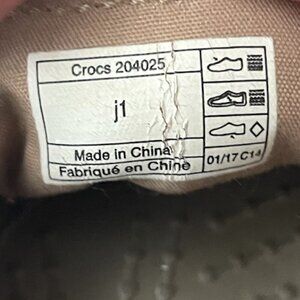 Crocs 204025
j1
Made in China
Fabriqué en Chine
01/17 C14